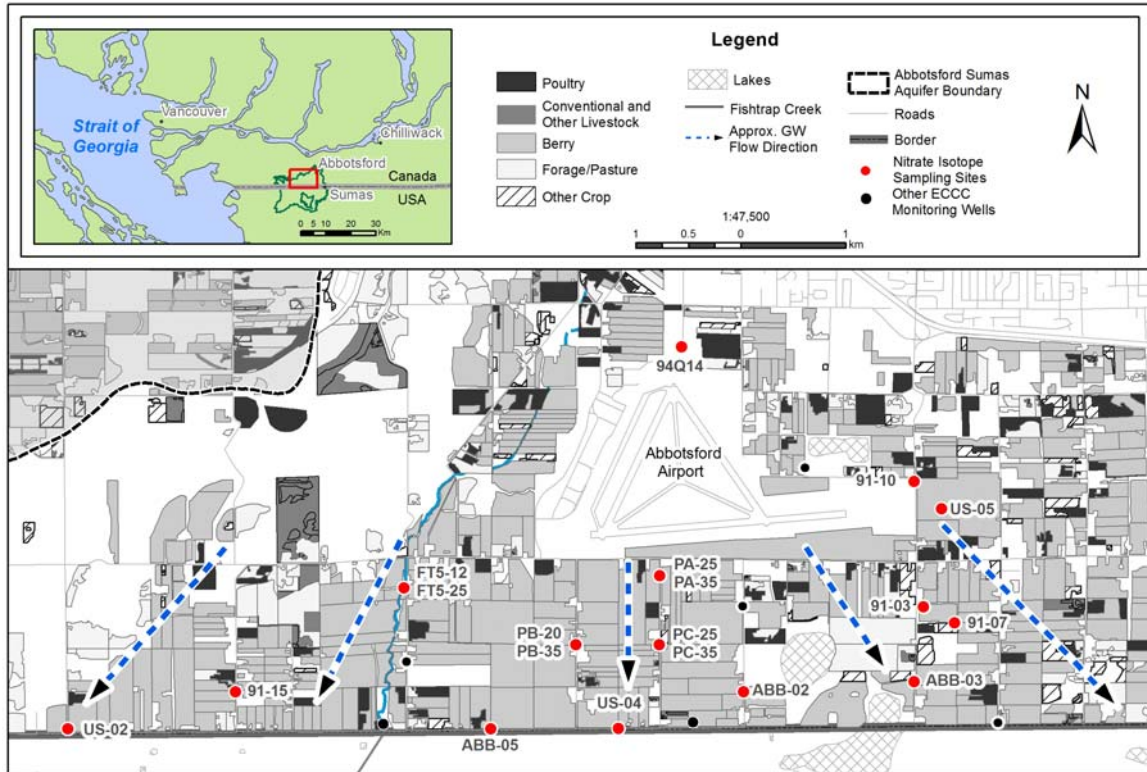 Legend
Vancouver
Strait of
Georgia
Chilliwack
Abbotsford
Canada
Sumas
USA
0 5 10 20 30
Km
Poultry
Conventional and
Other Livestock
Berry
Forage/Pasture
Other Crop
Lakes
Fishtrap Creek
Approx. GW
Flow Direction
Abbotsford Sumas
Aquifer Boundary
Roads
Border
Nitrate Isotope
Sampling Sites
Other ECCC
Monitoring Wells
N
1:47,500
1 0.5 0 1
km
94Q14
Abbotsford
Airport
91-10
US-05
FT5-12
FT5-25
PA-25
PA-35
91-03
91-07
PB-20
PB-35
PC-25
PC-35
91-15
ABB-02
ABB-03
US-04
US-02
ABB-05